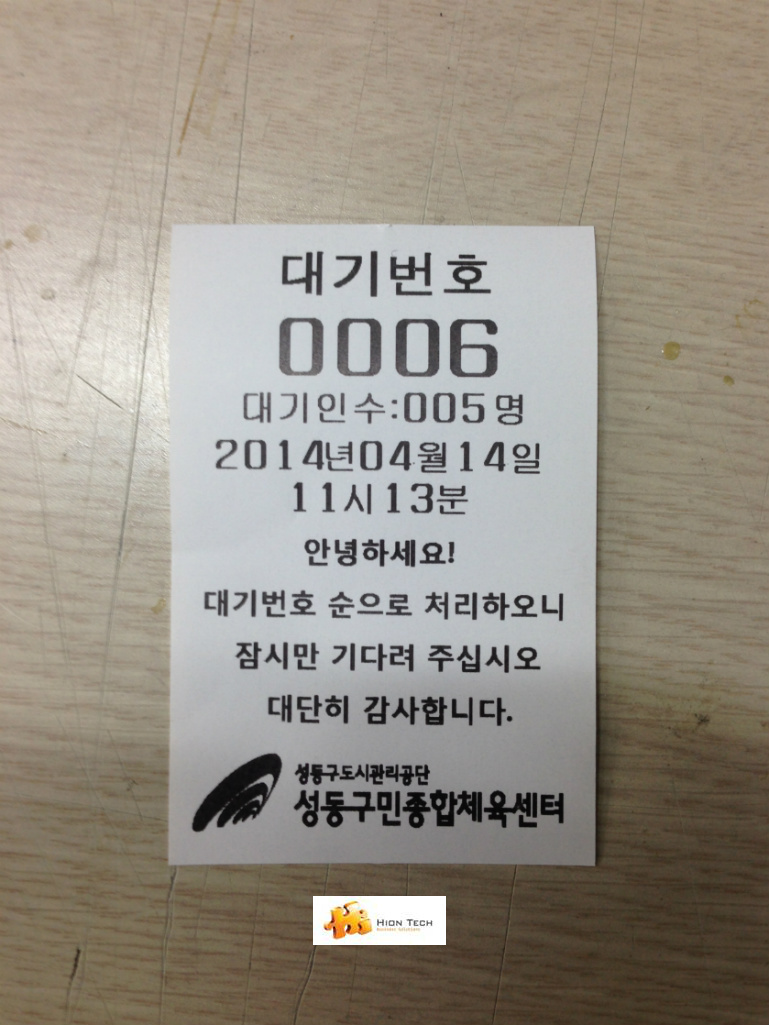 대기번호
0006
대기인수:005명
2014년04월14일
11시13분
안녕하세요!
대기번호 순으로 처리하오니
잠시만 기다려 주십시오
대단히 감사합니다.
성동구도시관리공단
성동구민종합체육센터
HION TECH